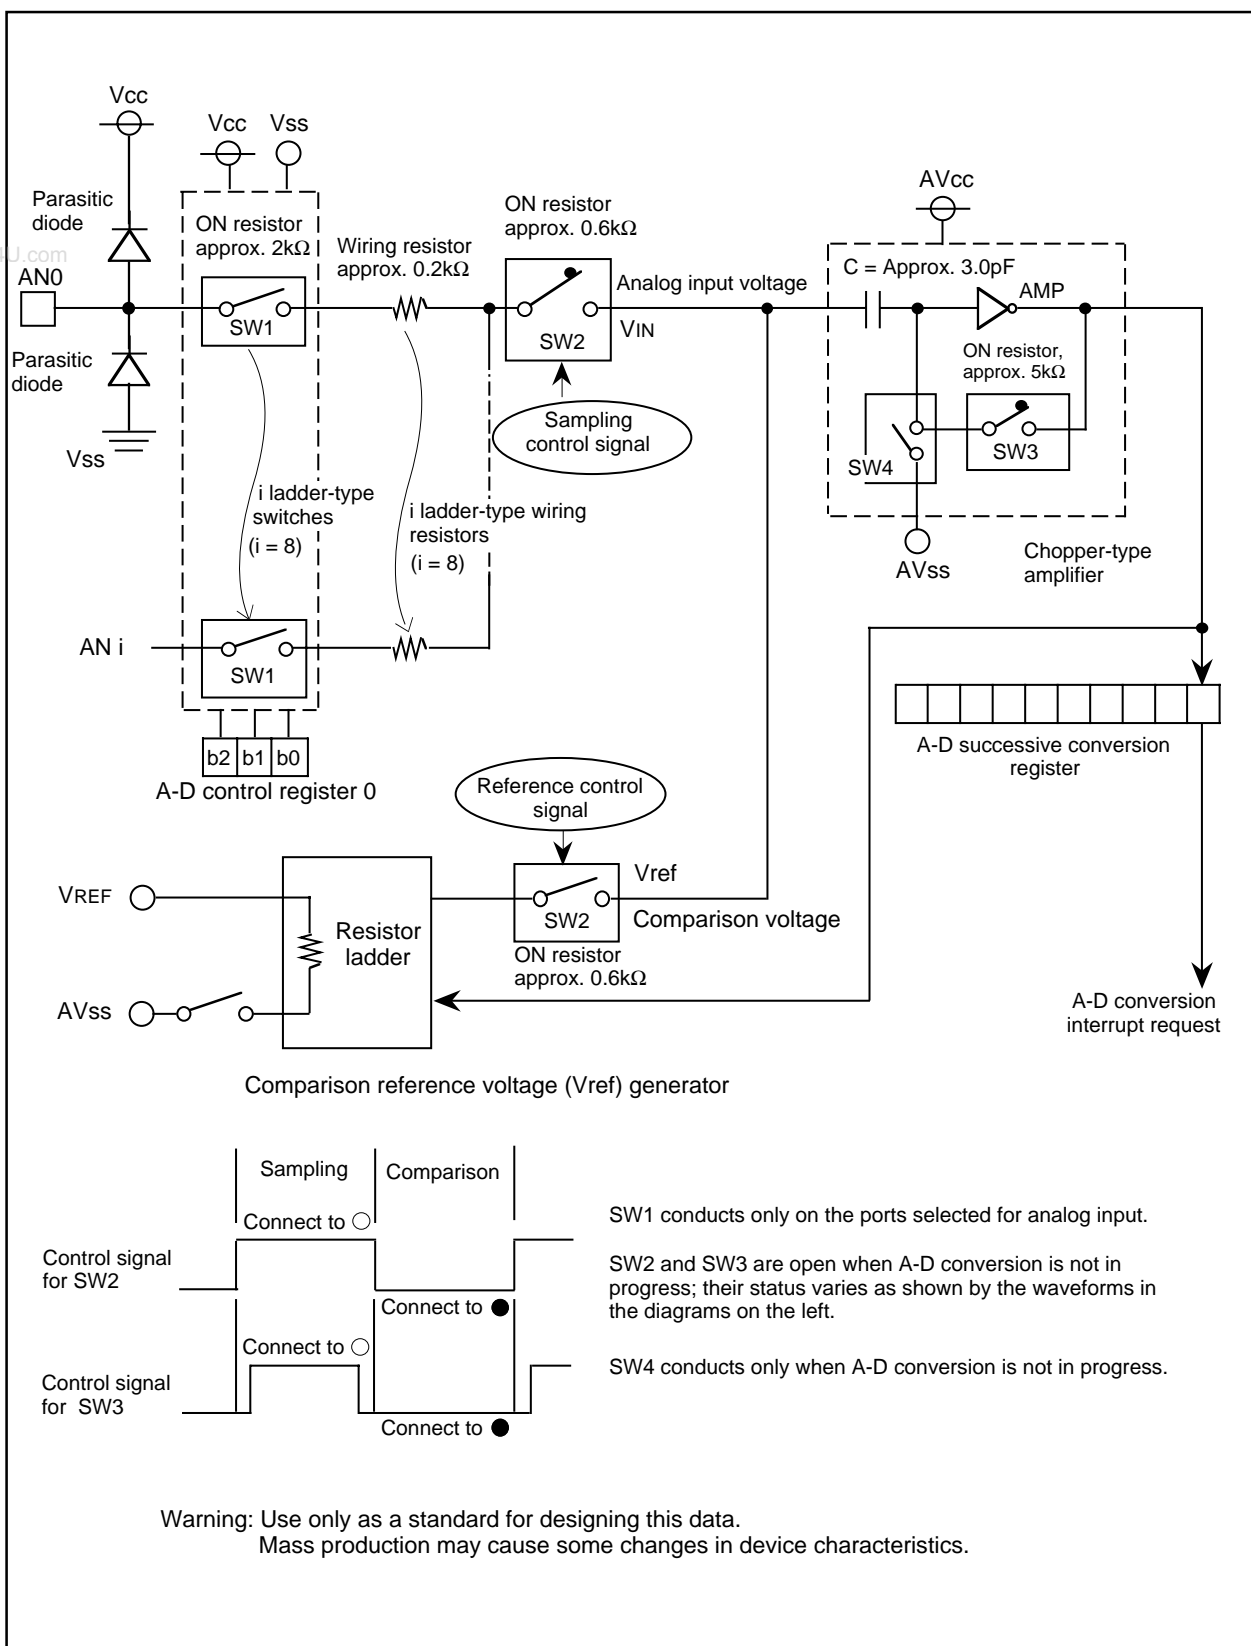 Vcc
Vcc
Vss
AVcc
Parasitic
diode
ON resistor
approx. 2kΩ
Wiring resistor
approx. 0.2kΩ
ON resistor
approx. 0.6kΩ
4U.com
AN0
SW1
SW2
Analog input voltage
VIN
C = Approx. 3.0pF
AMP
ON resistor,
approx. 5kΩ
SW3
SW4
Parasitic
diode
Vss
Sampling
control signal
i ladder-type
switches
(i = 8)
i ladder-type wiring
resistors
(i = 8)
AVss
Chopper-type
amplifier
AN i
SW1
b2 b1 b0
A-D control register 0
A-D successive conversion
register
Reference control
signal
VREF
Resistor
ladder
SW2
Vref
Comparison voltage
ON resistor
approx. 0.6kΩ
AVss
A-D conversion
interrupt request
Comparison reference voltage (Vref) generator
Sampling
Comparison
Connect to ○
Control signal
for SW2
Connect to ●
Connect to ○
Control signal
for SW3
Connect to ●
SW1 conducts only on the ports selected for analog input.
SW2 and SW3 are open when A-D conversion is not in
progress; their status varies as shown by the waveforms in
the diagrams on the left.
SW4 conducts only when A-D conversion is not in progress.
Warning: Use only as a standard for designing this data.
Mass production may cause some changes in device characteristics.